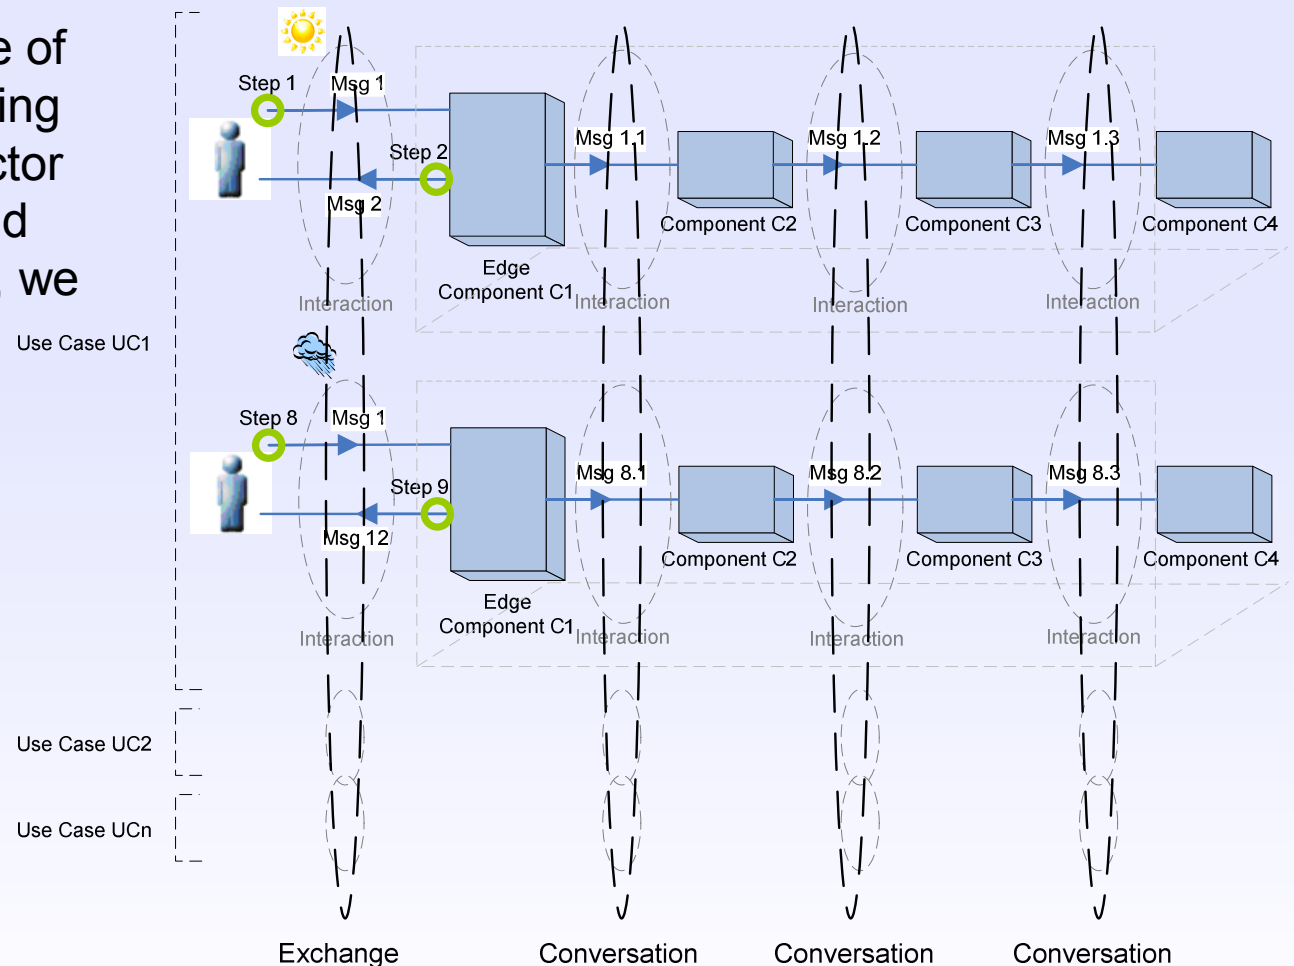 e of
ing
ctor
d
, we
Step 1
Msg 1
Step 2
Msg 2
Msg 1.1
Msg 1.2
Msg 1.3
Component C2
Component C3
Component C4
Edge
Component C1
Interaction
Interaction
Interaction
Interaction
Use Case UC1
Step 8
Msg 1
Step 9
Msg 12
Msg 8.1
Msg 8.2
Msg 8.3
Component C2
Component C3
Component C4
Edge
Component C1
Interaction
Interaction
Interaction
Interaction
Use Case UC2
Use Case UCn
Exchange
Conversation
Conversation
Conversation